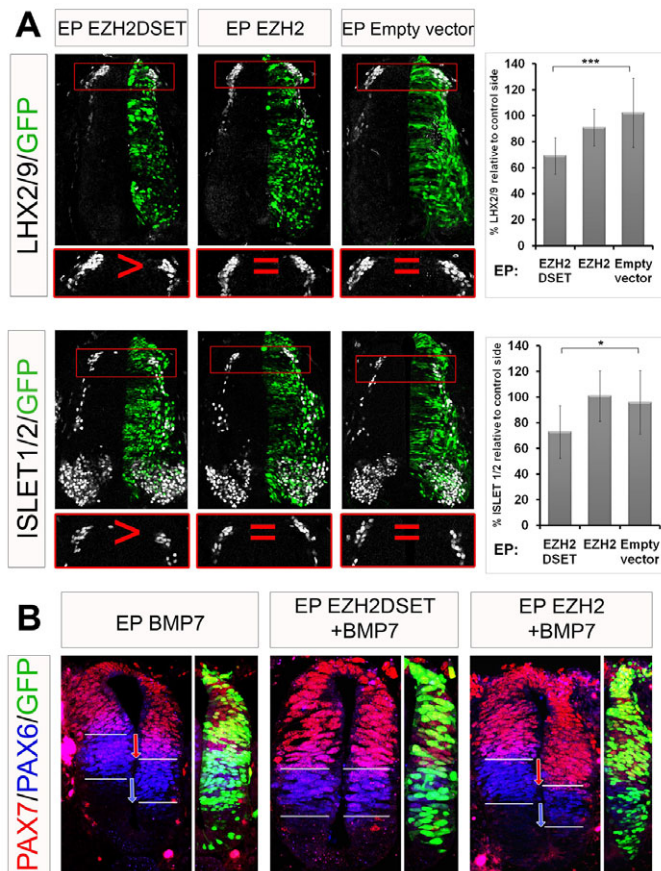 A
EP EZH2DSET
EP EZH2
EP Empty vector
LHX2/9/GFP
>
=
=
% LHX2/9 relative to control side
140
120
100
80
60
40
20
0
***
EP:
EZH2
DSET
EZH2
Empty
vector
ISLET1/2/GFP
>
=
=
% ISLET 1/2 relative to control side
140
120
100
80
60
40
20
0
*
EP:
EZH2
DSET
EZH2
Empty
vector
B
EP BMP7
EP EZH2DSET
+BMP7
EP EZH2
+BMP7
PAX7/PAX6/GFP